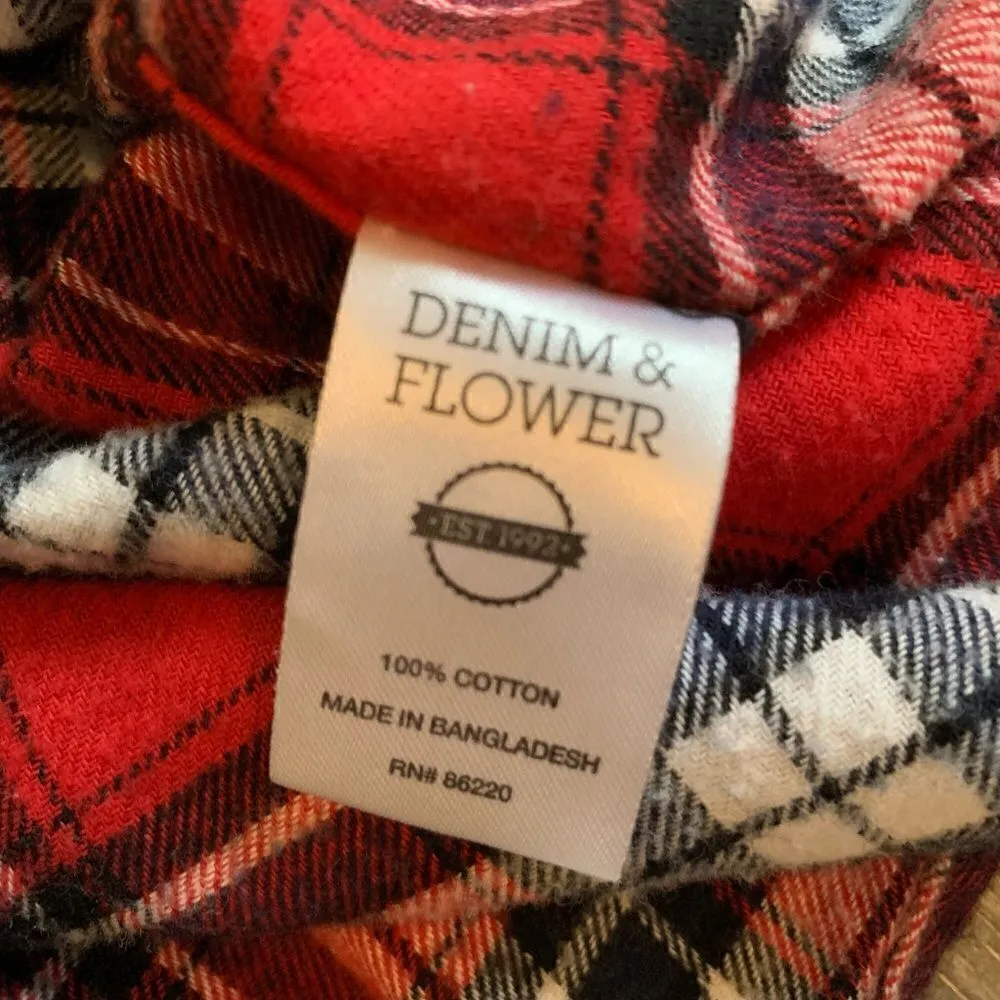 DENIM &
FLOWER
EST.1992
100% COTTON
MADE IN BANGLADESH
RN# 86220